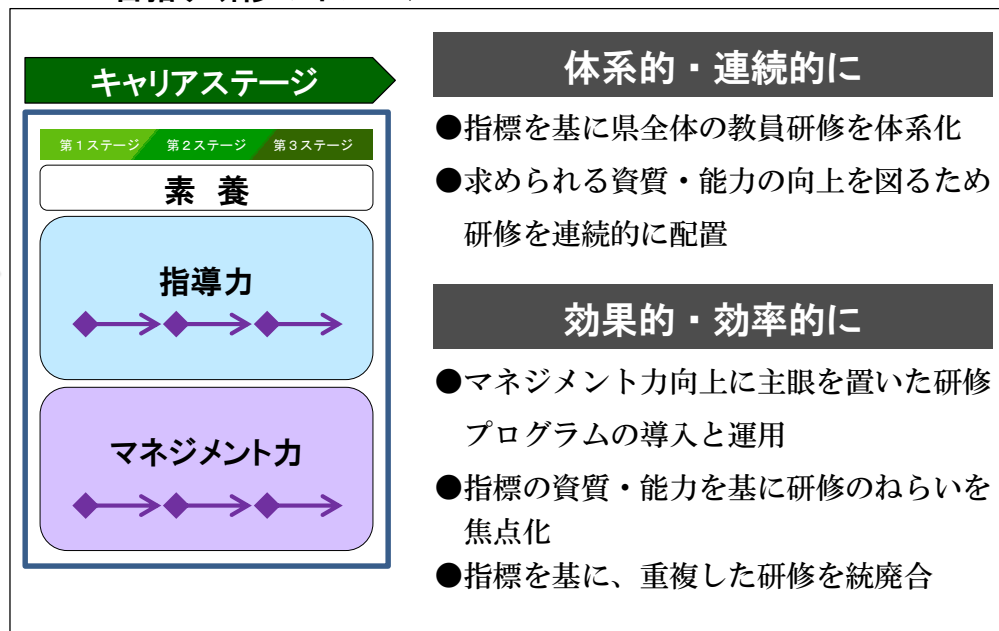 キャリアステージ
第1ステージ 第2ステージ 第3ステージ
素 養
指導力
マネジメント力
体系的・連続的に
●指標を基に県全体の教員研修を体系化
●求められる資質・能力の向上を図るため
研修を連続的に配置
効果的・効率的に
●マネジメント力向上に主眼を置いた研修
プログラムの導入と運用
●指標の資質・能力を基に研修のねらいを
焦点化
●指標を基に、重複した研修を統廃合